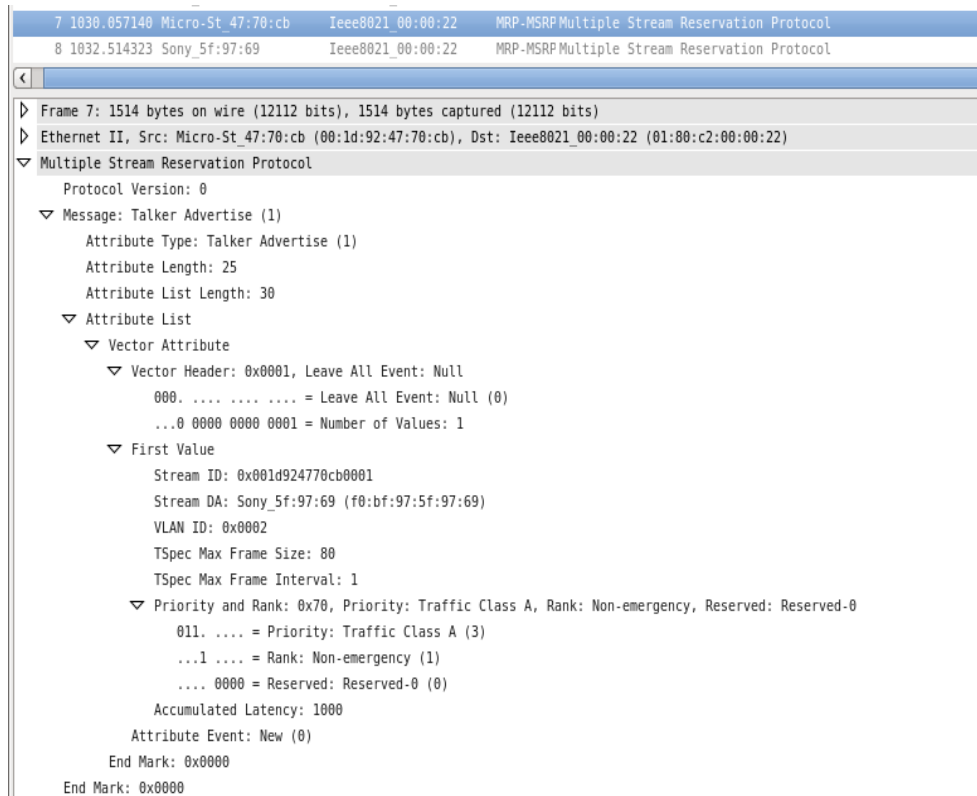 7 1030.057140 Micro-St_47:70:cb Ieee8021_00:00:22 MRP-MSRP Multiple Stream Reservation Protocol
8 1032.514323 Sony_5f:97:69 Ieee8021_00:00:22 MRP-MSRP Multiple Stream Reservation Protocol
Frame 7: 1514 bytes on wire (12112 bits), 1514 bytes captured (12112 bits)
Ethernet II, Src: Micro-St_47:70:cb (00:1d:92:47:70:cb), Dst: Ieee8021_00:00:22 (01:80:c2:00:00:22)
Multiple Stream Reservation Protocol
Protocol Version: 0
Message: Talker Advertise (1)
Attribute Type: Talker Advertise (1)
Attribute Length: 25
Attribute List Length: 30
Attribute List
Vector Attribute
Vector Header: 0x0001, Leave All Event: Null
000. .... .... .... = Leave All Event: Null (0)
...0 0000 0000 0001 = Number of Values: 1
First Value
Stream ID: 0x001d924770cb0001
Stream DA: Sony_5f:97:69 (f0:bf:97:5f:97:69)
VLAN ID: 0x0002
TSpec Max Frame Size: 80
TSpec Max Frame Interval: 1
Priority and Rank: 0x70, Priority: Traffic Class A, Rank: Non-emergency, Reserved: Reserved-0
011. .... = Priority: Traffic Class A (3)
...1 .... = Rank: Non-emergency (1)
.... 0000 = Reserved: Reserved-0 (0)
Accumulated Latency: 1000
Attribute Event: New (0)
End Mark: 0x0000
End Mark: 0x0000